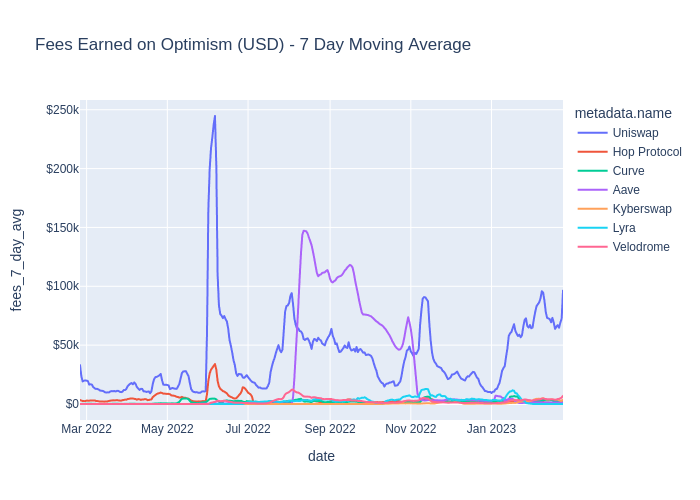 Fees Earned on Optimism (USD) - 7 Day Moving Average
metadata.name
Uniswap
Hop Protocol
Curve
Aave
Kyberswap
Lyra
Velodrome
fees_7_day_avg
$250k
$200k
$150k
$100k
$50k
$0
Mar 2022
May 2022
Jul 2022
Sep 2022
Nov 2022
Jan 2023
date